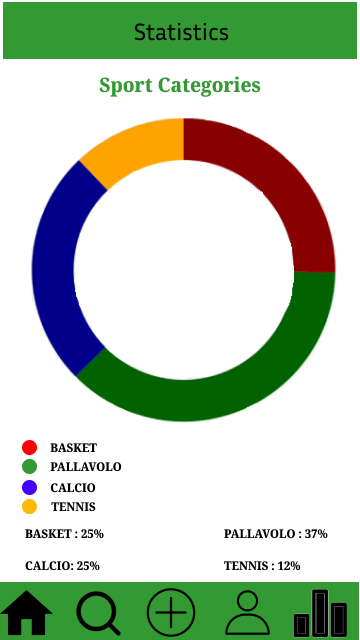 Statistics
Sport Categories
BASKET
PALLAVOLO
CALCIO
TENNIS
BASKET : 25%
PALLAVOLO : 37%
CALCIO: 25%
TENNIS : 12%